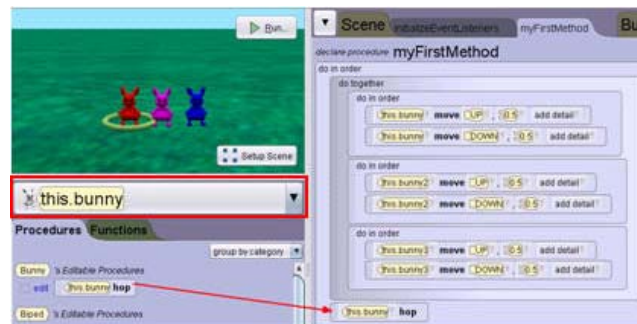 Run...
Setup Scene
this.bunny
Procedures Functions
group by category
Bunny 's Editable Procedures
edit this.bunny hop
Biped 's Editable Procedures
Scene initializeEventListeners myFirstMethod Bu
declare procedure myFirstMethod
do in order
do together
do in order
this.bunny move UP , 0.5 add detail
this.bunny move DOWN , 0.5 add detail
do in order
this.bunny2 move UP , 0.5 add detail
this.bunny2 move DOWN , 0.5 add detail
do in order
this.bunny3 move UP , 0.5 add detail
this.bunny3 move DOWN , 0.5 add detail
this.bunny hop